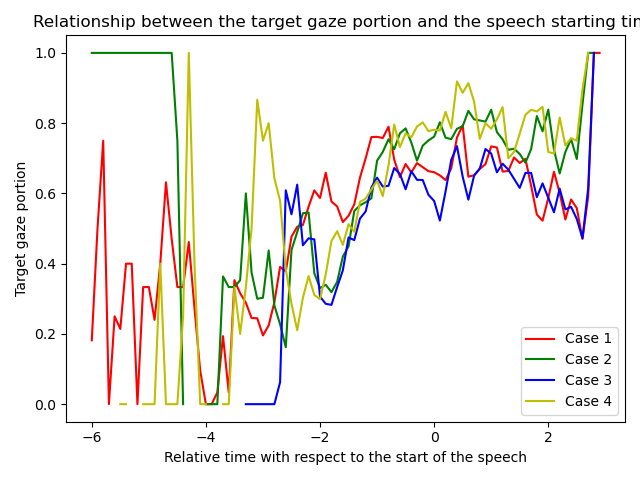 Relationship between the target gaze portion and the speech starting tim
Target gaze portion
1.0
0.8
0.6
0.4
0.2
0.0
−6
−4
−2
0
2
Relative time with respect to the start of the speech
Case 1
Case 2
Case 3
Case 4